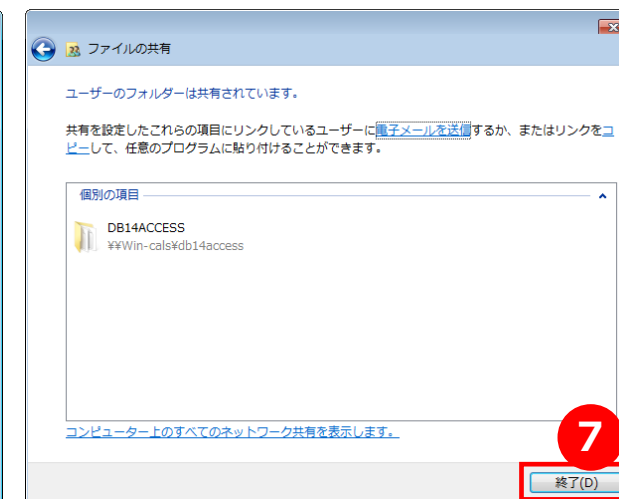 ファイルの共有
ユーザーのフォルダーは共有されています。
共有を設定したこれらの項目にリンクしているユーザーに電子メールを送信するか、またはリンクをコ
ピーして、任意のプログラムに貼り付けることができます。
個別の項目
DB14ACCESS
¥¥Win-cals¥db14access
コンピューター上のすべてのネットワーク共有を表示します。
7
終了(D)